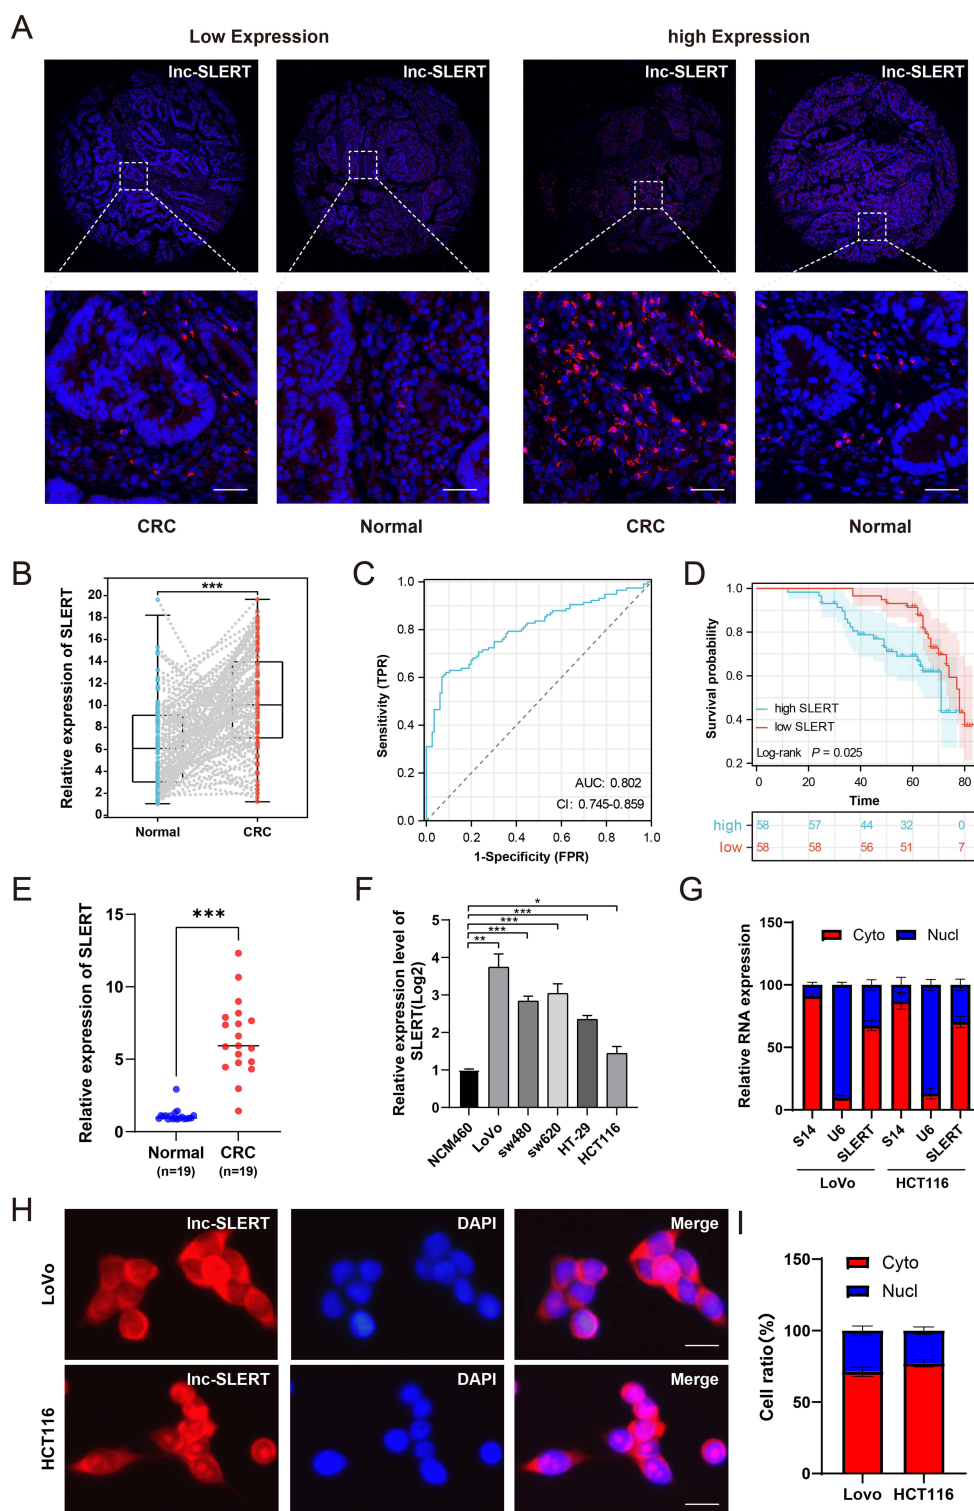 A
Low Expression
high Expression
lnc-SLERT
lnc-SLERT
lnc-SLERT
lnc-SLERT
CRC
Normal
CRC
Normal
B
***
Relative expression of SLERT
20
18
16
14
12
10
8
6
4
2
0
Normal
CRC
C
Sensitivity (TPR)
1.0
0.8
0.6
0.4
0.2
0.0
AUC: 0.802
CI: 0.745-0.859
0.0 0.2 0.4 0.6 0.8 1.0
1-Specificity (FPR)
D
Survival probability
1.0
0.8
0.6
0.4
0.2
high SLERT
low SLERT
Log-rank P = 0.025
0 20 40 60 80
Time
high 58 57 44 32 0
low 58 58 56 51 7
E
***
Relative expression of SLERT
15
10
5
0
Normal
(n=19)
CRC
(n=19)
F
Relative expression level of
SLERT(Log2)
5
4
3
2
1
0
*
***
***
***
**
NCM460
LoVo
sw480
sw620
HT-29
HCT116
G
Cyto
Nucl
Relative RNA expression
150
100
50
0
S14
U6
SLERT
S14
U6
SLERT
LoVo
HCT116
H
LoVo
lnc-SLERT
DAPI
Merge
HCT116
lnc-SLERT
DAPI
Merge
I
Cyto
Nucl
Cell ratio(%)
150
100
50
0
Lovo
HCT116